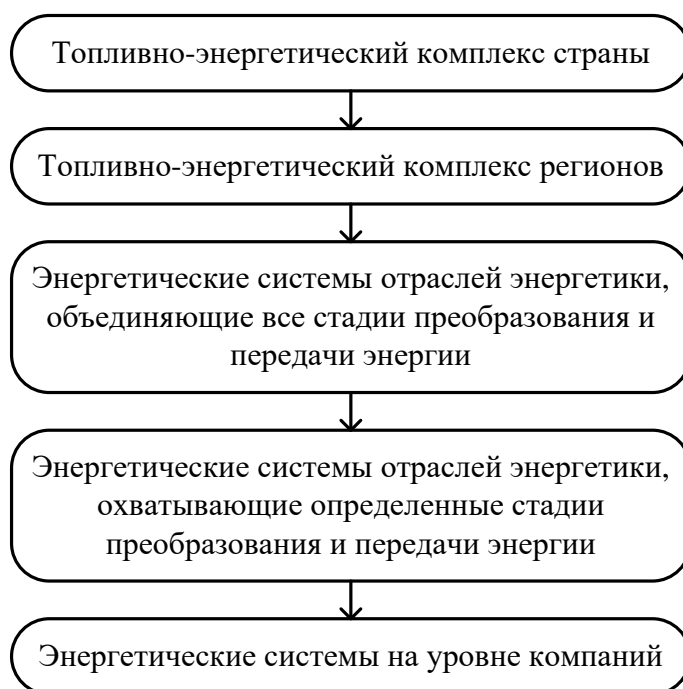 Топливно-энергетический комплекс страны
Топливно-энергетический комплекс регионов
Энергетические системы отраслей энергетики,
объединяющие все стадии преобразования и
передачи энергии
Энергетические системы отраслей энергетики,
охватывающие определенные стадии
преобразования и передачи энергии
Энергетические системы на уровне компаний